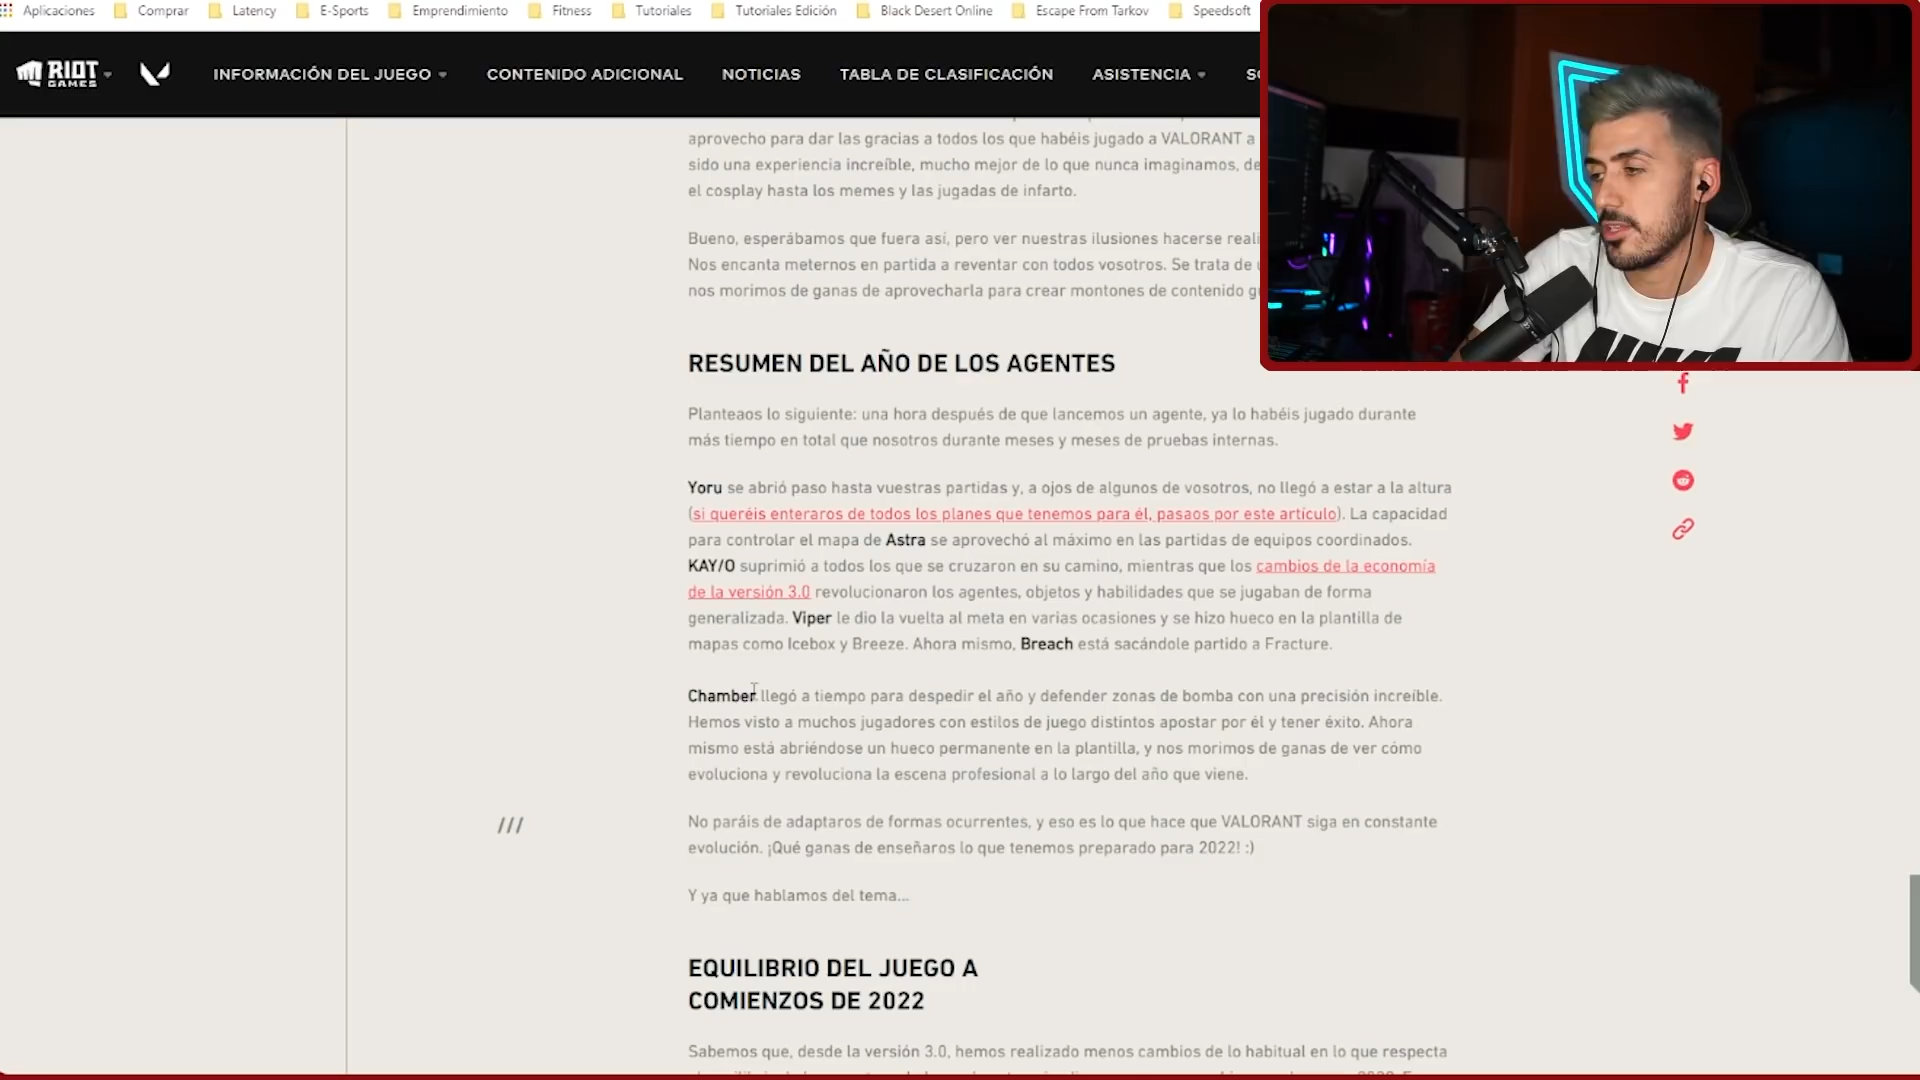 Aplicaciones Comprar Latency E-Sports Emprendimiento Fitness Tutoriales Tutoriales Edición Black Desert Online Escape From Tarkov Speedsoft
RIOT GAMES INFORMACIÓN DEL JUEGO CONTENIDO ADICIONAL NOTICIAS TABLA DE CLASIFICACIÓN ASISTENCIA
aprovecho para dar las gracias a todos los que habéis jugado a VALORANT a
sido una experiencia increíble, mucho mejor de lo que nunca imaginamos,
el cosplay hasta los memes y las jugadas de infarto.
Bueno, esperábamos que fuera así, pero ver nuestras ilusiones hacerse
Nos encanta meternos en partida a reventar con todos vosotros. Se trata de
nos morimos de ganas de aprovecharla para crear montones de contenido
RESUMEN DEL AÑO DE LOS AGENTES
Planteaos lo siguiente: una hora después de que lancemos un agente, ya lo habéis jugado durante
más tiempo en total que nosotros durante meses y meses de pruebas internas.
Yoru se abrió paso hasta vuestras partidas y, a ojos de algunos de vosotros, no llegó a estar a la altura
(si queréis enteraros de todos los planes que tenemos para él, pasaos por este artículo). La capacidad
para controlar el mapa de Astra se aprovechó al máximo en las partidas de equipos coordinados.
KAY/O suprimió a todos los que se cruzaron en su camino, mientras que los cambios de la economía
de la versión 3.0 revolucionaron los agentes, objetos y habilidades que se jugaban de forma
generalizada. Viper le dio la vuelta al meta en varias ocasiones y se hizo hueco en la plantilla de
mapas como Icebox y Breeze. Ahora mismo, Breach está sacándole partido a Fracture.
Chamber llegó a tiempo para despedir el año y defender zonas de bomba con una precisión increíble.
Hemos visto a muchos jugadores con estilos de juego distintos apostar por él y tener éxito. Ahora
mismo está abriéndose un hueco permanente en la plantilla, y nos morimos de ganas de ver cómo
evoluciona y revoluciona la escena profesional a lo largo del año que viene.
///
No paráis de adaptaros de formas ocurrentes, y eso es lo que hace que VALORANT siga en constante
evolución. ¡Qué ganas de enseñaros lo que tenemos preparado para 2022! :)
Y ya que hablamos del tema...
EQUILIBRIO DEL JUEGO A
COMIENZOS DE 2022
Sabemos que, desde la versión 3.0, hemos realizado menos cambios de lo habitual en lo que respecta